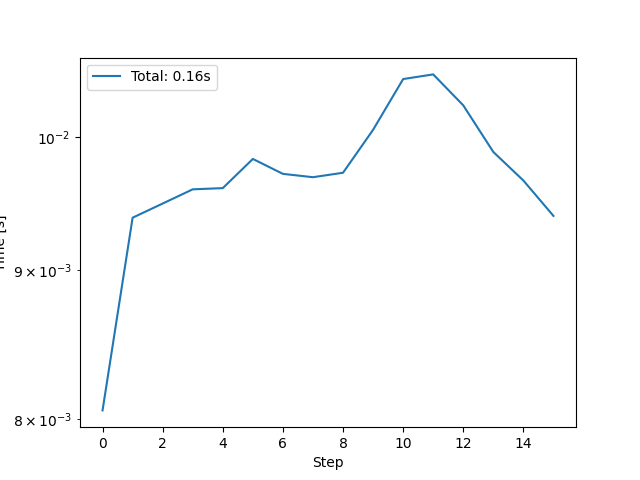 Total: 0.16s
10⁻²
9 × 10⁻³
8 × 10⁻³
0 2 4 6 8 10 12 14
Step
[s]